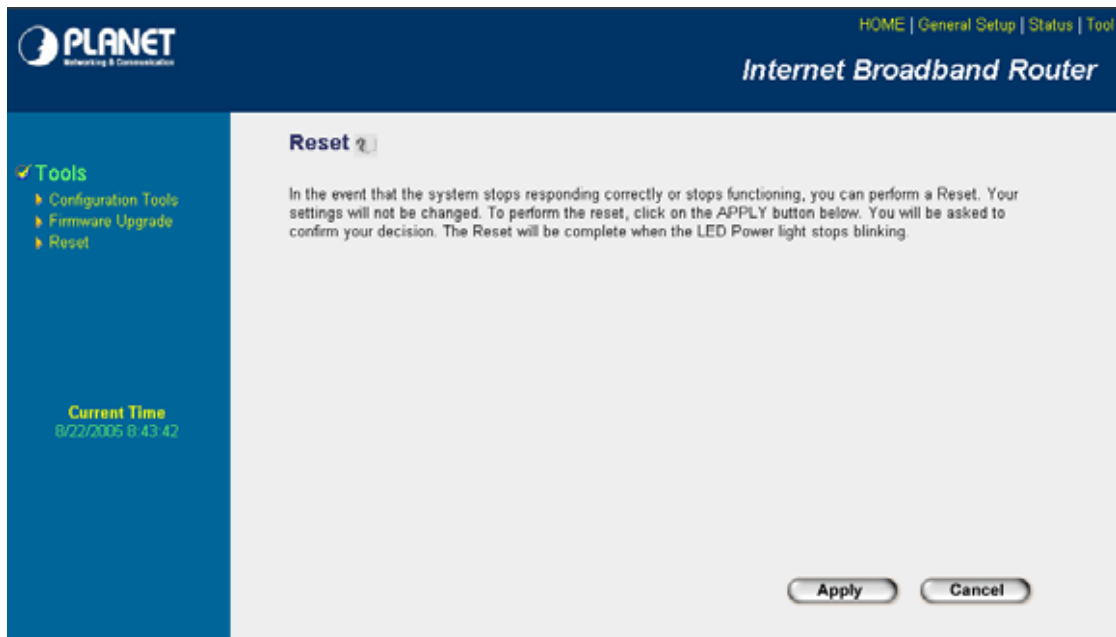 PLANET
Networking & Communication
HOME | General Setup | Status | Tool
Internet Broadband Router
Tools
Configuration Tools
Firmware Upgrade
Reset
Current Time
8/22/2005 8:43:42
Reset
In the event that the system stops responding correctly or stops functioning, you can perform a Reset. Your
settings will not be changed. To perform the reset, click on the APPLY button below. You will be asked to
confirm your decision. The Reset will be complete when the LED Power light stops blinking.
Apply
Cancel